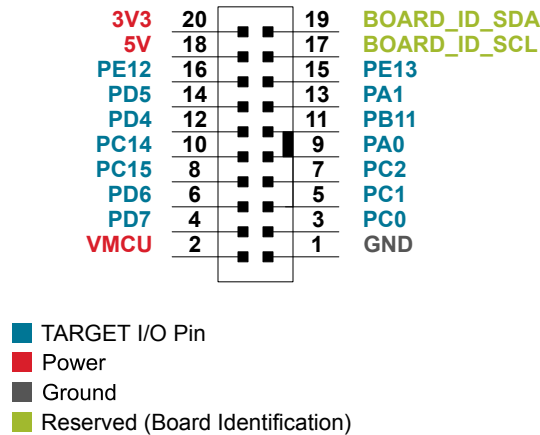 3V3 20 19 BOARD_ID_SDA
5V 18 17 BOARD_ID_SCL
PE12 16 15 PE13
PD5 14 13 PA1
PD4 12 11 PB11
PC14 10 9 PA0
PC15 8 7 PC2
PD6 6 5 PC1
PD7 4 3 PC0
VMCU 2 1 GND
TARGET I/O Pin
Power
Ground
Reserved (Board Identification)